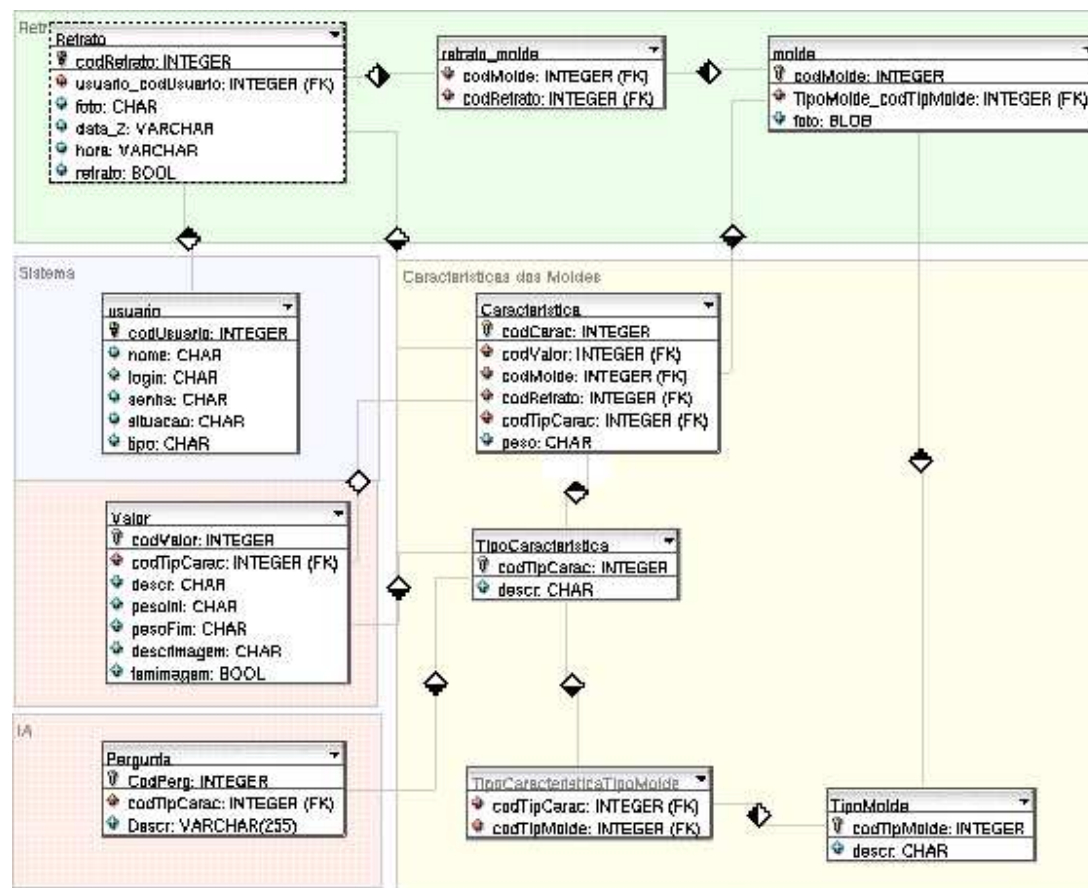 Retr
Retrato
codRetrato: INTEGER
usuario_codUsuario: INTEGER (FK)
foto: CHAR
data_2: VARCHAR
hora: VARCHAR
retrato: BOOL
retrato_molde
codMolde: INTEGER (FK)
codRetrato: INTEGER (FK)
molde
codMolde: INTEGER
TipoMolde_codTipMolde: INTEGER (FK)
foto: BLOB
Sistema
usuario
codUsuario: INTEGER
nome: CHAR
login: CHAR
senha: CHAR
situacao: CHAR
tipo: CHAR
Caracteristicas dos Moldes
Caracteristica
codCarac: INTEGER
codValor: INTEGER (FK)
codMolde: INTEGER (FK)
codRetrato: INTEGER (FK)
codTipCarac: INTEGER (FK)
peso: CHAR
Valor
codValor: INTEGER
codTipCarac: INTEGER (FK)
descr: CHAR
pesoIni: CHAR
pesoFim: CHAR
descrImagem: CHAR
temImagem: BOOL
TipoCaracteristica
codTipCarac: INTEGER
descr: CHAR
IA
Pergunta
CodPerg: INTEGER
codTipCarac: INTEGER (FK)
Descr: VARCHAR(255)
TipoCaracteristicaTipoMolde
codTipCarac: INTEGER (FK)
codTipMolde: INTEGER (FK)
TipoMolde
codTipMolde: INTEGER
descr: CHAR